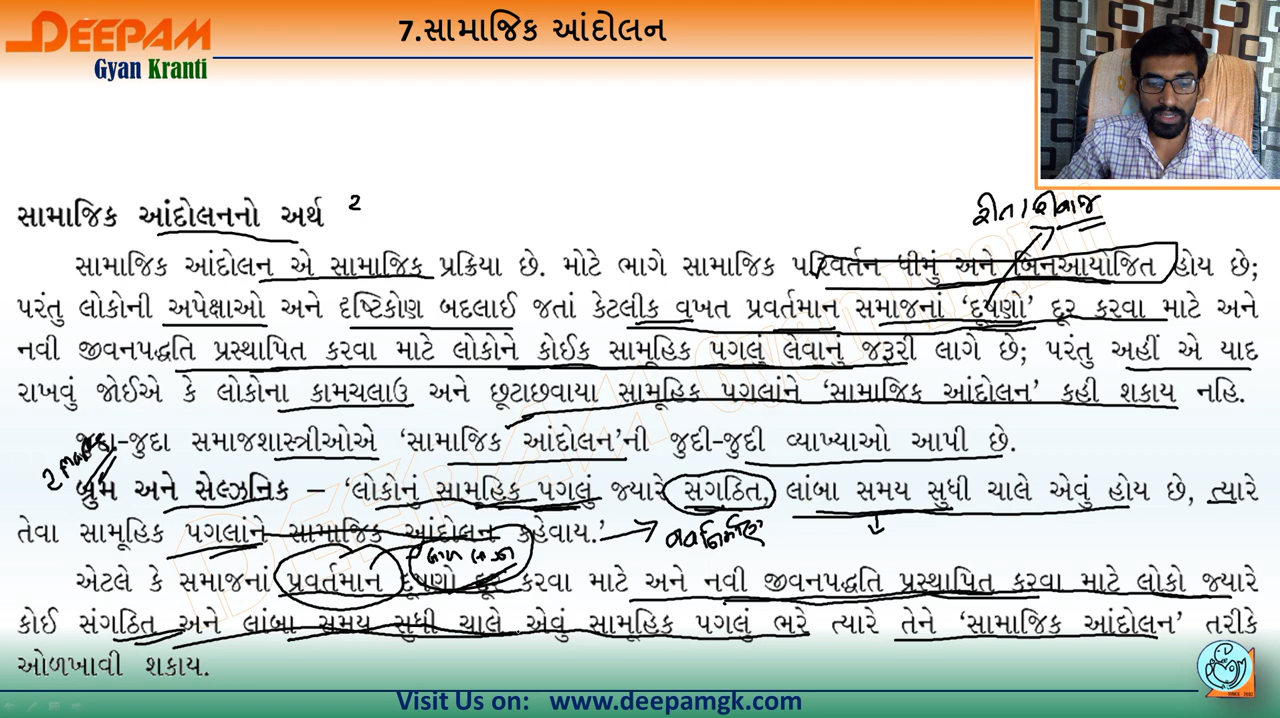 DEEPAM
Gyan Kranti
7.સામાજિક આંદોલન
સામાજિક આંદોલનનો અર્થ 2
સામાજિક આંદોલન એ સામાજિક પ્રક્રિયા છે. મોટે ભાગે સામાજિક પરિવર્તન ધીમું અને બિનઆયોજિત હોય છે;
પરંતુ લોકોની અપેક્ષાઓ અને દૃષ્ટિકોણ બદલાઈ જતાં કેટલીક વખત પ્રવર્તમાન સમાજનાં ‘દૂષણો’ દૂર કરવા માટે અને
નવી જીવનપદ્ધતિ પ્રસ્થાપિત કરવા માટે લોકોને કોઈક સામૂહિક પગલું લેવાનું જરૂરી લાગે છે; પરંતુ અહીં એ યાદ
રાખવું જોઈએ કે લોકોના કામચલાઉ અને છૂટાછવાયા સામૂહિક પગલાંને ‘સામાજિક આંદોલન’ કહી શકાય નહિ.
જુદા-જુદા સમાજશાસ્ત્રીઓએ ‘સામાજિક આંદોલન’ની જુદી-જુદી વ્યાખ્યાઓ આપી છે.
બ્રુમ અને સેલ્ઝનિક – ‘લોકોનું સામૂહિક પગલું જ્યારે સંગઠિત, લાંબા સમય સુધી ચાલે એવું હોય છે, ત્યારે
તેવા સામૂહિક પગલાંને સામાજિક આંદોલન કહેવાય.’
એટલે કે સમાજનાં પ્રવર્તમાન દૂષણો દૂર કરવા માટે અને નવી જીવનપદ્ધતિ પ્રસ્થાપિત કરવા માટે લોકો જ્યારે
કોઈ સંગઠિત અને લાંબા સમય સુધી ચાલે એવું સામૂહિક પગલું ભરે ત્યારે તેને ‘સામાજિક આંદોલન’ તરીકે
ઓળખાવી શકાય.
Visit Us on: www.deepamgk.com